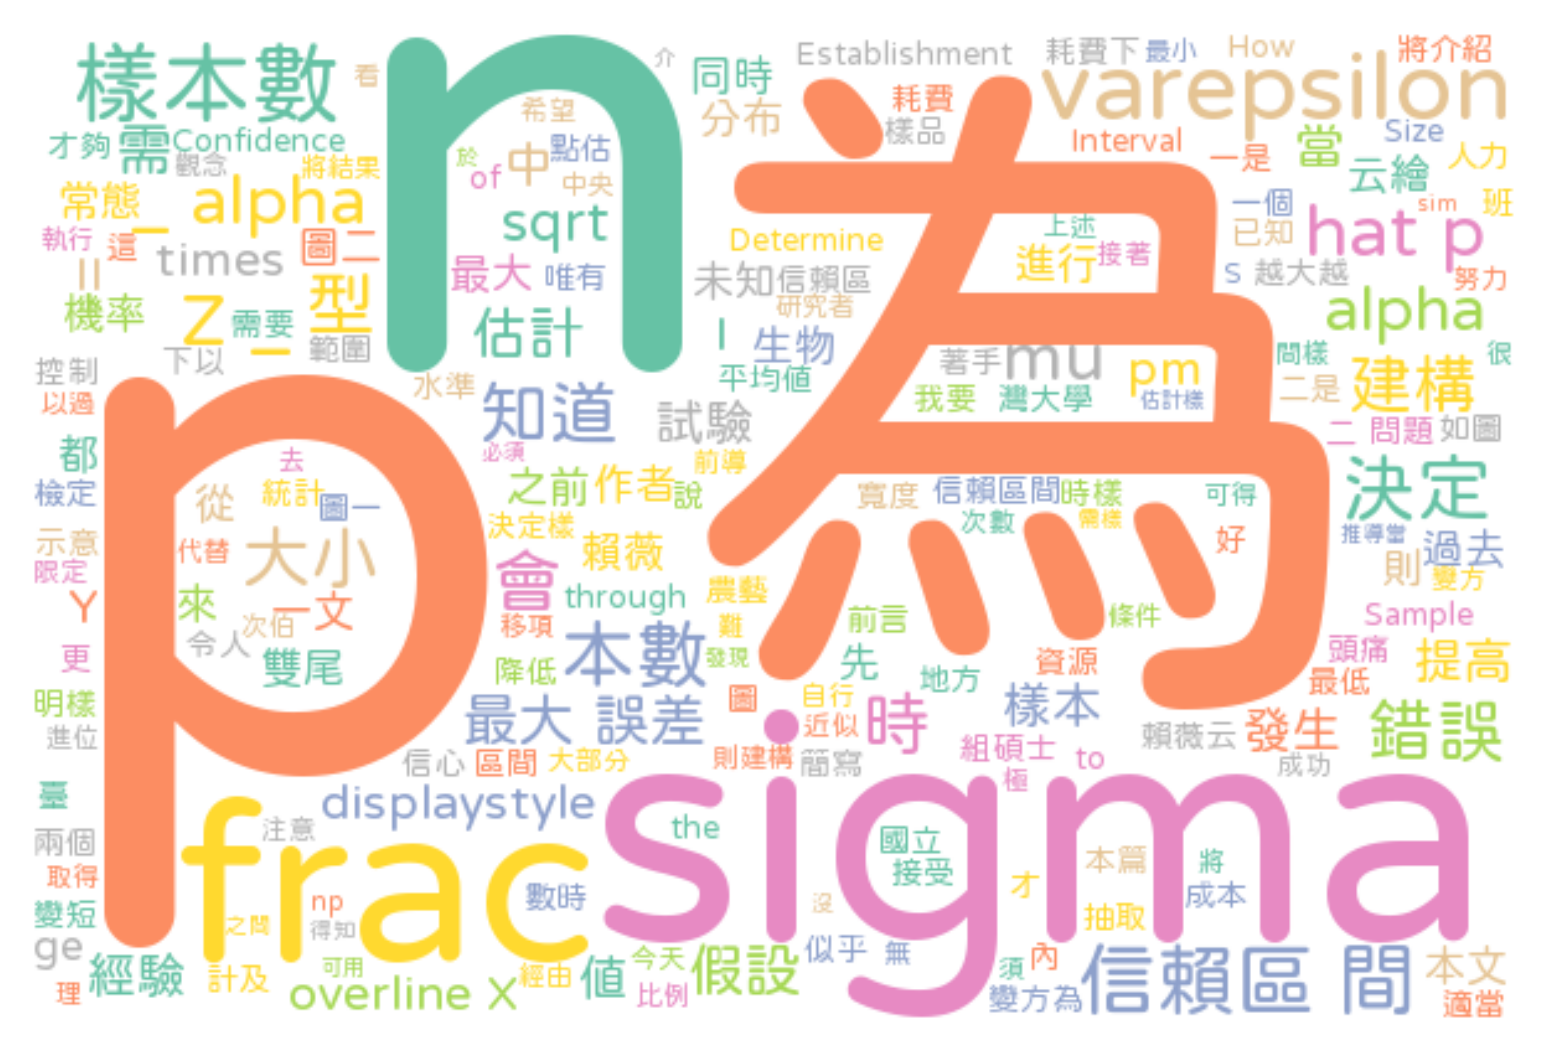 樣本數
看
n
介
同時
Establishment
耗費下
最小
How
將介紹
varepsilon
希望
分布
耗費
樣品
為
Interval
一是
當
Size
人力
才夠
需
Confidence
觀念
將結果
於
of
中
點估
中央
云繪
常態
_
alpha
sqrt
Determine
上述
一個
已知
hat p
sim
班
執行
這
times
圖二
最大
唯有
未知
信賴區
進行
接著
s
越大越
努力
II
型
研究者
機率
Z
需要
估計
I
生物
alpha
_
下以
範圍
著手
mu
pm
間樣
很
控制
水準
平均值
我要
灣大學
估計樣
二是
建構
以過
p
知道
試驗
二
問題
如圖
都
去
必須
前導
檢定
從
統計
圖一
之前
作者
說
寬度
信賴區間
時樣
可得
決定
決定樣
次數
需樣
好
推導當
過去
示意
代替
大小
賴薇
限定
會
through
農藝
則
變方
Y
來
一文
次伯
移項
難
前言
條件
Sample
令人
更
雙尾
降低
本數
發現
先
地方
資源
頭痛
最低
提高
明樣
最大 誤差
圖
自行
近似
時
樣本
進位
信心
區間
大部分
則建構
簡寫
組碩士
to
極
賴薇云
發生
錯誤
成功
臺
displaystyle
sigma
兩個
注意
frac
the
國立
接受
本篇
將
取得
np
數時
沒
才
成本
變短
之間
得知
抽取
ge
似乎
無
經驗
計及
可用
overline X
經由
值
今天
比例
假設
須
內
變方為
信賴區 間
本文
理
適當